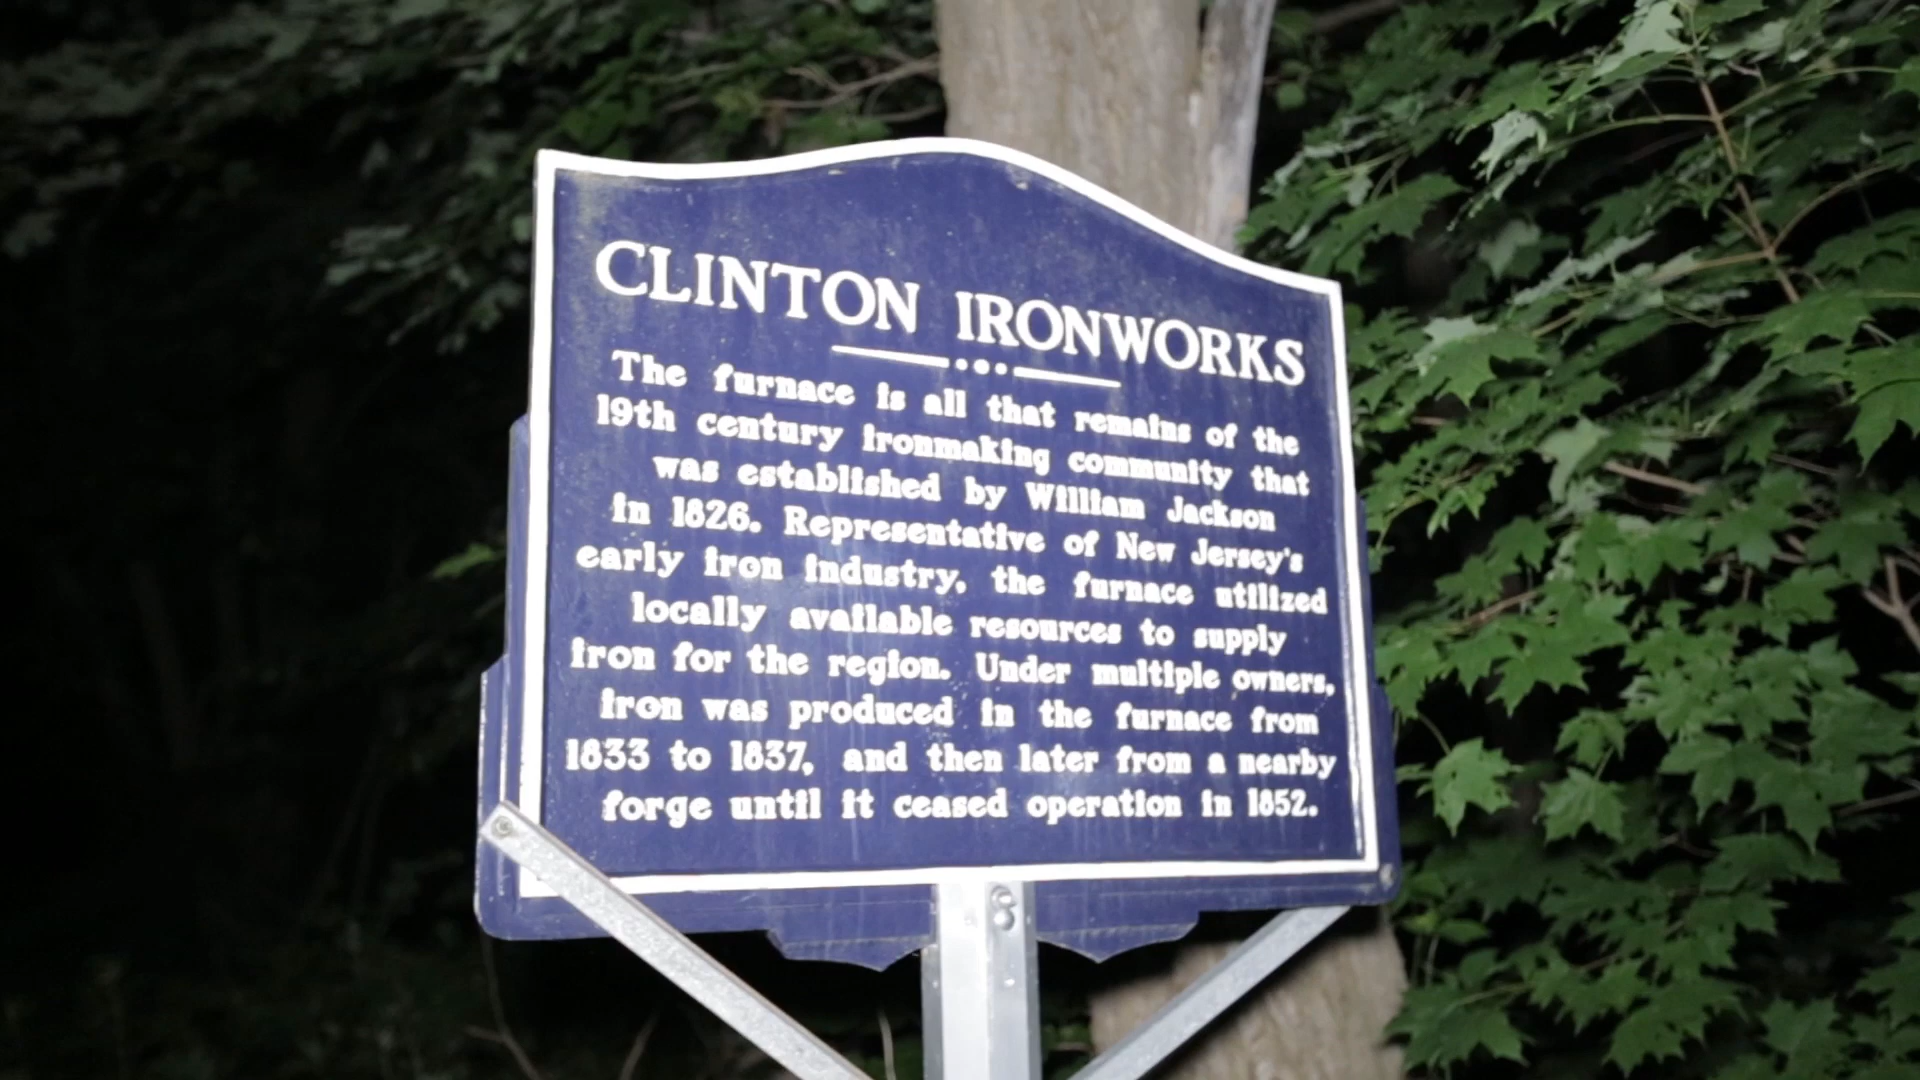 CLINTON IRONWORKS
The furnace is all that remains of the
19th century ironmaking community that
was established by William Jackson
in 1826. Representative of New Jersey's
early iron industry, the furnace utilized
locally available resources to supply
iron for the region. Under multiple owners,
iron was produced in the furnace from
1833 to 1837, and then later from a nearby
forge until it ceased operation in 1852.